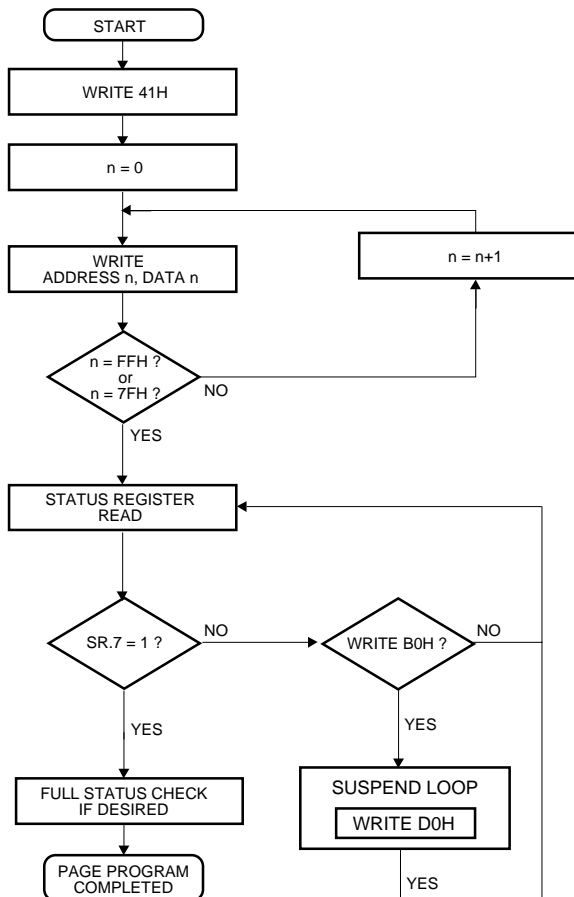 START
WRITE 41H
n = 0
WRITE
ADDRESS n, DATA n
n = n+1
n = FFH ?
or
n = 7FH ?
NO
YES
STATUS REGISTER
READ
SR.7 = 1 ?
NO
WRITE B0H ?
NO
YES
YES
FULL STATUS CHECK
IF DESIRED
SUSPEND LOOP
WRITE D0H
YES
PAGE PROGRAM
COMPLETED